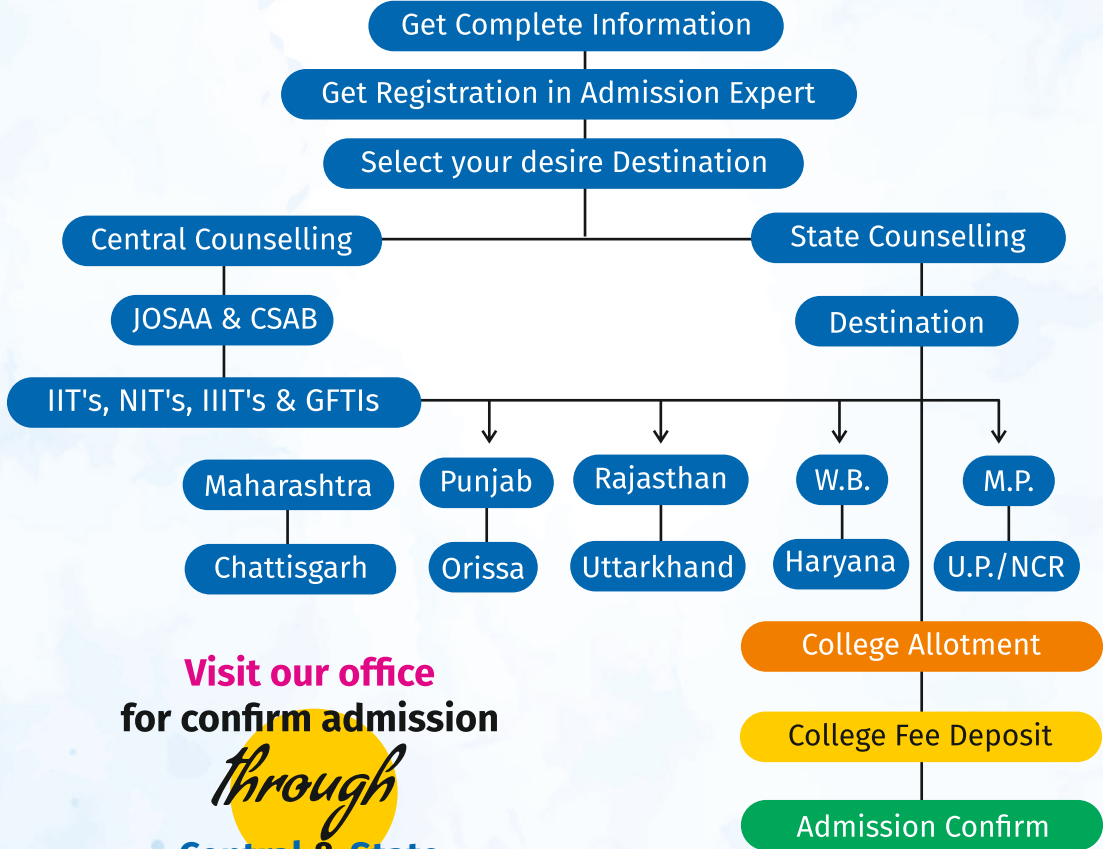 Get Complete Information
Get Registration in Admission Expert
Select your desire Destination
Central Counselling
State Counselling
JOSAA & CSAB
Destination
IIT's, NIT's, IIIT's & GFTIs
Maharashtra
Punjab
Rajasthan
W.B.
M.P.
Chattisgarh
Orissa
Uttarkhand
Haryana
U.P./NCR
College Allotment
College Fee Deposit
Admission Confirm
Visit our office
for confirm admission
through
Central & State